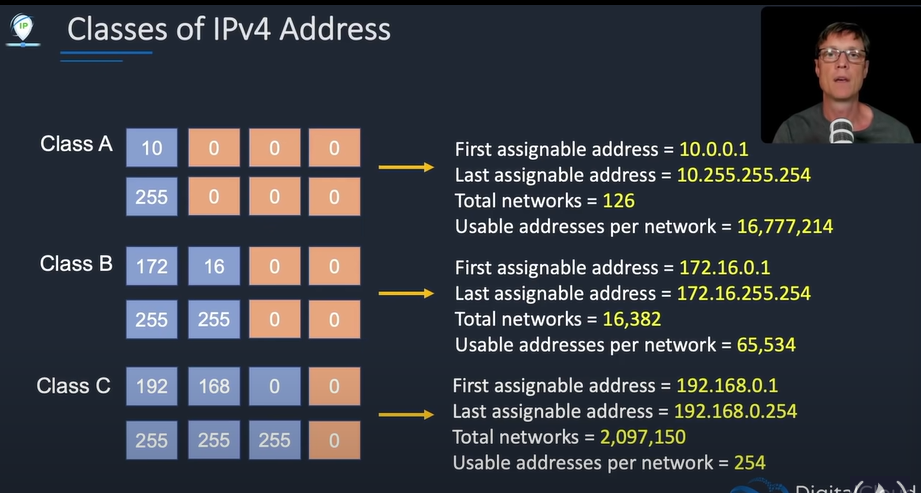 IP
Classes of IPv4 Address
Class A
10 0 0 0
255 0 0 0
First assignable address = 10.0.0.1
Last assignable address = 10.255.255.254
Total networks = 126
Usable addresses per network = 16,777,214
Class B
172 16 0 0
255 255 0 0
First assignable address = 172.16.0.1
Last assignable address = 172.16.255.254
Total networks = 16,382
Usable addresses per network = 65,534
Class C
192 168 0 0
255 255 255 0
First assignable address = 192.168.0.1
Last assignable address = 192.168.0.254
Total networks = 2,097,150
Usable addresses per network = 254